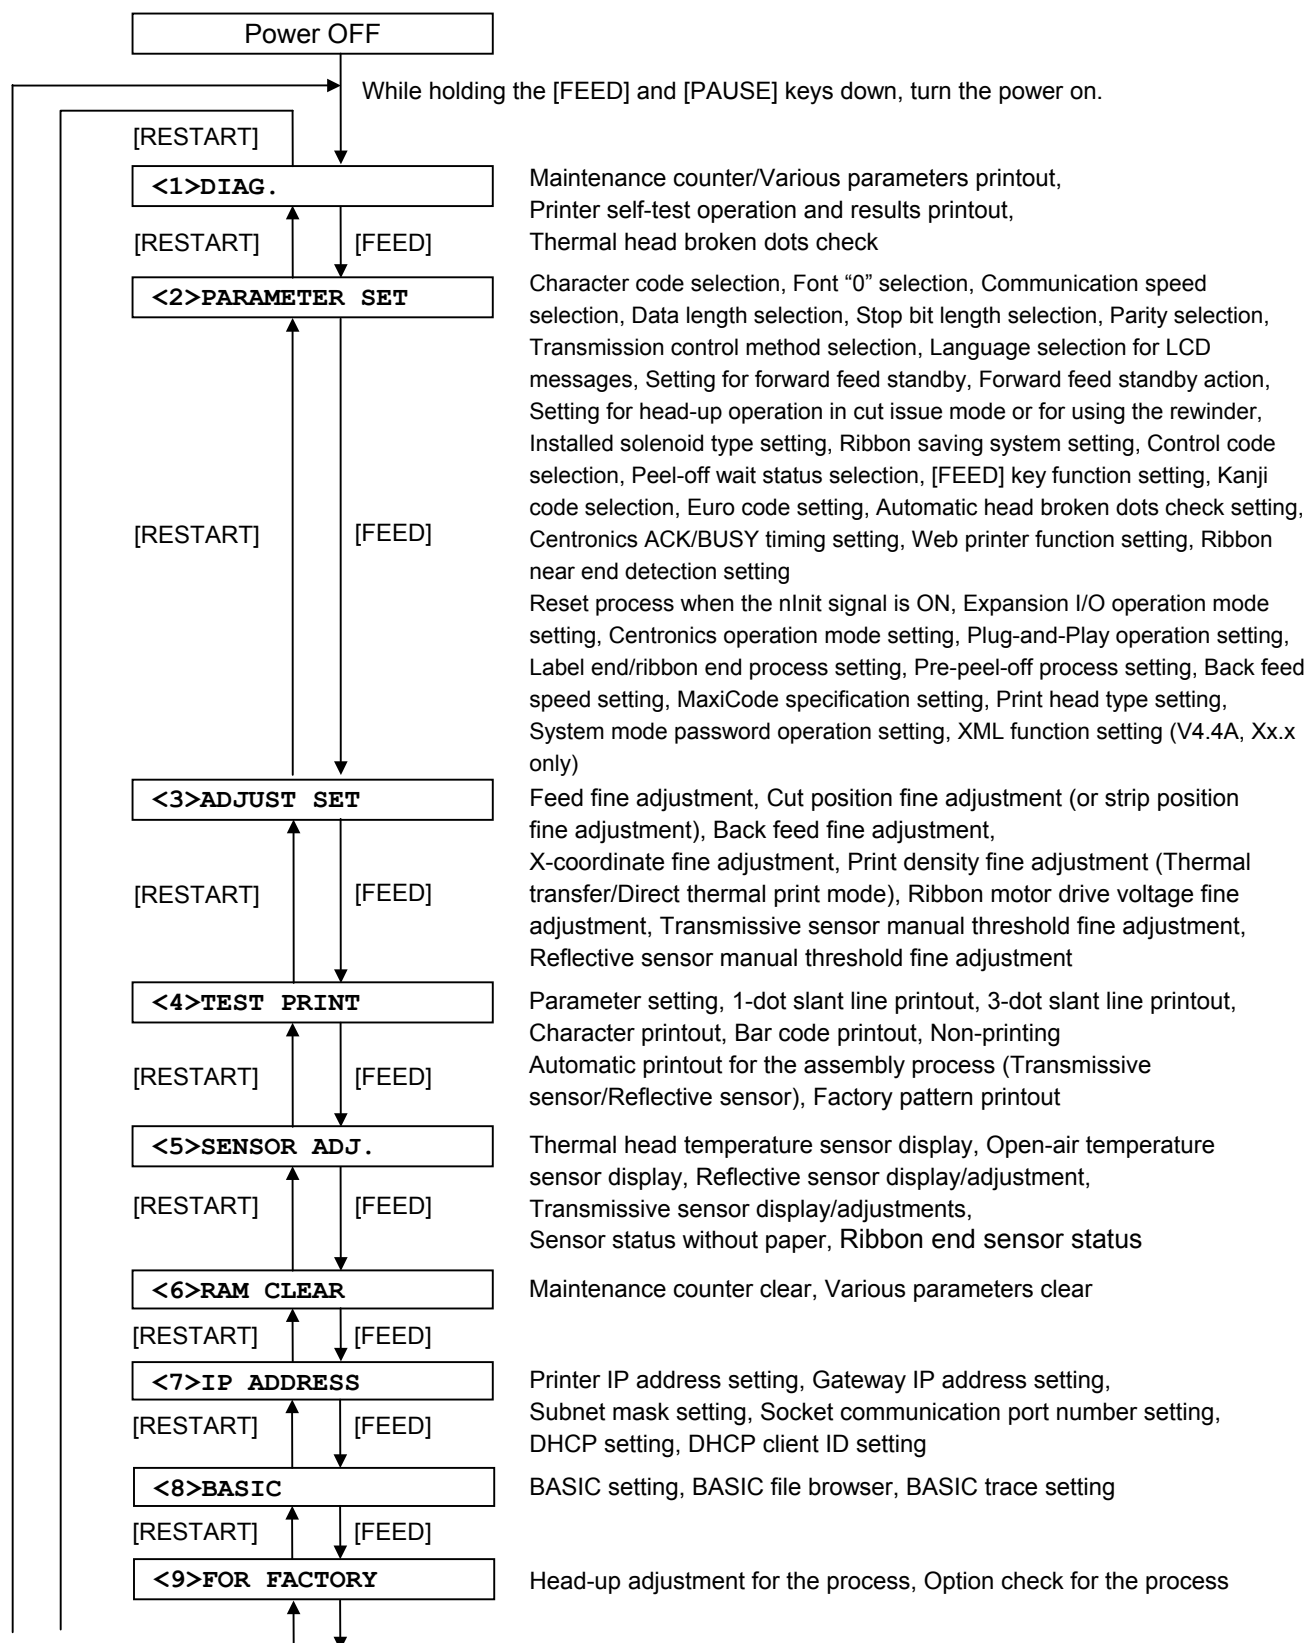 Power OFF
While holding the [FEED] and [PAUSE] keys down, turn the power on.
[RESTART]
<1>DIAG.
Maintenance counter/Various parameters printout,
Printer self-test operation and results printout,
Thermal head broken dots check
[RESTART]
[FEED]
<2>PARAMETER SET
Character code selection, Font “0” selection, Communication speed
selection, Data length selection, Stop bit length selection, Parity selection,
Transmission control method selection, Language selection for LCD
messages, Setting for forward feed standby, Forward feed standby action,
Setting for head-up operation in cut issue mode or for using the rewinder,
Installed solenoid type setting, Ribbon saving system setting, Control code
selection, Peel-off wait status selection, [FEED] key function setting, Kanji
code selection, Euro code setting, Automatic head broken dots check setting,
Centronics ACK/BUSY timing setting, Web printer function setting, Ribbon
near end detection setting
Reset process when the nInit signal is ON, Expansion I/O operation mode
setting, Centronics operation mode setting, Plug-and-Play operation setting,
Label end/ribbon end process setting, Pre-peel-off process setting, Back feed
speed setting, MaxiCode specification setting, Print head type setting,
System mode password operation setting, XML function setting (V4.4A, Xx.x
only)
[RESTART]
[FEED]
<3>ADJUST SET
Feed fine adjustment, Cut position fine adjustment (or strip position
fine adjustment), Back feed fine adjustment,
X-coordinate fine adjustment, Print density fine adjustment (Thermal
transfer/Direct thermal print mode), Ribbon motor drive voltage fine
adjustment, Transmissive sensor manual threshold fine adjustment,
Reflective sensor manual threshold fine adjustment
[RESTART]
[FEED]
<4>TEST PRINT
Parameter setting, 1-dot slant line printout, 3-dot slant line printout,
Character printout, Bar code printout, Non-printing
Automatic printout for the assembly process (Transmissive
sensor/Reflective sensor), Factory pattern printout
[RESTART]
[FEED]
<5>SENSOR ADJ.
Thermal head temperature sensor display, Open-air temperature
sensor display, Reflective sensor display/adjustment,
Transmissive sensor display/adjustments,
Sensor status without paper, Ribbon end sensor status
[RESTART]
[FEED]
<6>RAM CLEAR
Maintenance counter clear, Various parameters clear
[RESTART]
[FEED]
<7>IP ADDRESS
Printer IP address setting, Gateway IP address setting,
Subnet mask setting, Socket communication port number setting,
DHCP setting, DHCP client ID setting
[RESTART]
[FEED]
<8>BASIC
BASIC setting, BASIC file browser, BASIC trace setting
[RESTART]
[FEED]
<9>FOR FACTORY
Head-up adjustment for the process, Option check for the process